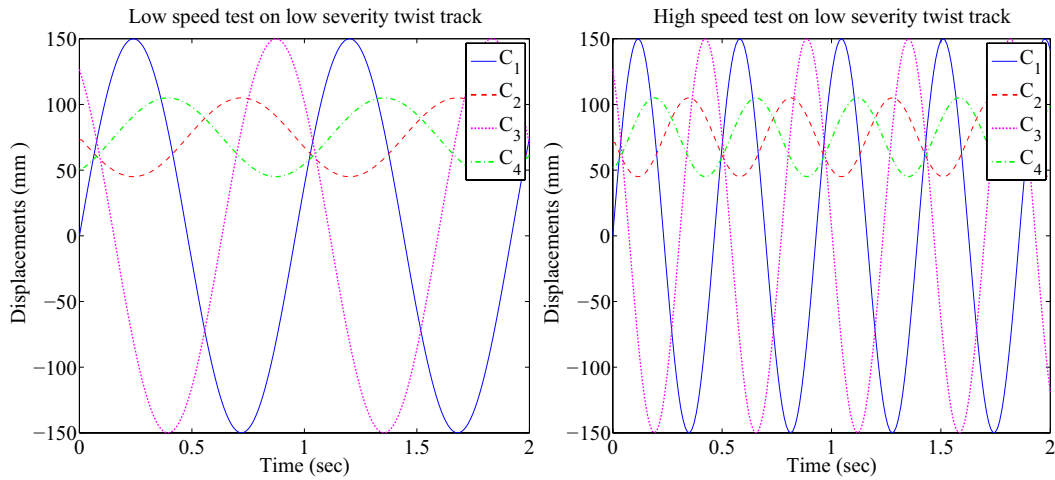 Low speed test on low severity twist track
150
100
50
0
−50
−100
−150
Displacements (mm )
0
0.5
1
1.5
2
Time (sec)
C1
C2
C3
C4
High speed test on low severity twist track
150
100
50
0
−50
−100
−150
Displacements (mm )
0
0.5
1
1.5
2
Time (sec)
C1
C2
C3
C4